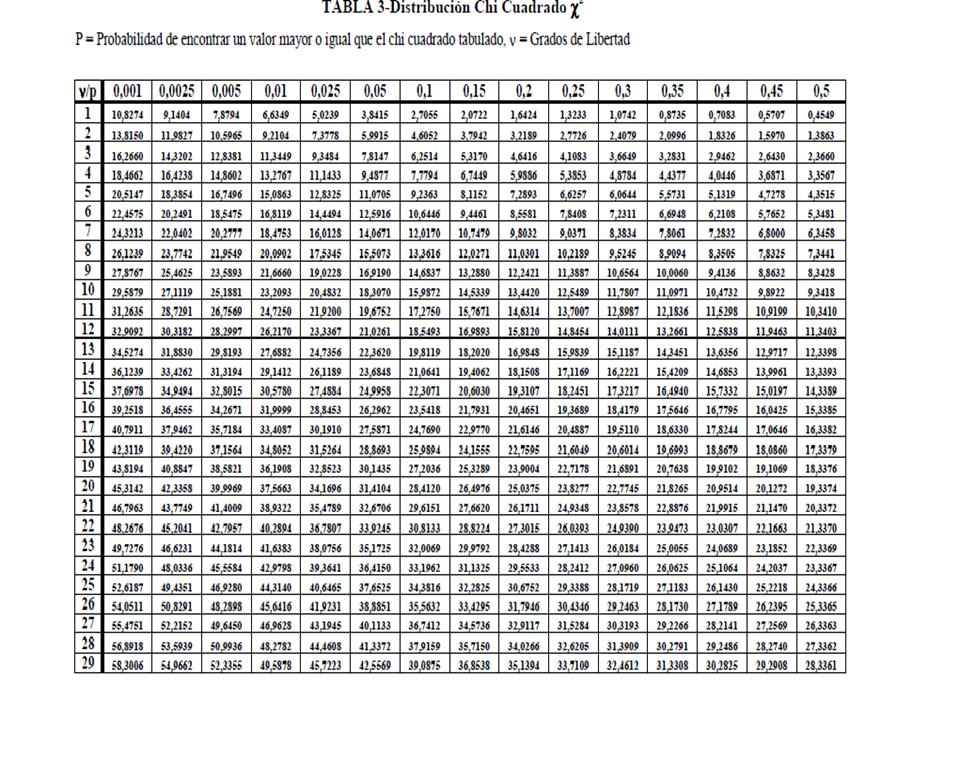 TABLA 3-Distribución Chi Cuadrado χ²
P = Probabilidad de encontrar un valor mayor o igual que el chi cuadrado tabulado, ν = Grados de Libertad
ν/p 0,001 0,0025 0,005 0,01 0,025 0,05 0,1 0,15 0,2 0,25 0,3 0,35 0,4 0,45 0,5
1 10,8274 9,1404 7,8794 6,6349 5,0239 3,8415 2,7055 2,0722 1,6424 1,3233 1,0742 0,8735 0,7083 0,5707 0,4549
2 13,8150 11,9827 10,5965 9,2104 7,3778 5,9915 4,6052 3,7942 3,2189 2,7726 2,4079 2,0996 1,8326 1,5970 1,3863
3 16,2660 14,3202 12,8381 11,3449 9,3484 7,8147 6,2514 5,3170 4,6416 4,1083 3,6649 3,2831 2,9462 2,6430 2,3660
4 18,4662 16,4238 14,8602 13,2767 11,1433 9,4877 7,7794 6,7449 5,9886 5,3853 4,8784 4,4377 4,0446 3,6871 3,3567
5 20,5147 18,3854 16,7496 15,0863 12,8325 11,0705 9,2363 8,1152 7,2893 6,6257 6,0644 5,5731 5,1319 4,7278 4,3515
6 22,4575 20,2491 18,5475 16,8119 14,4494 12,5916 10,6446 9,4461 8,5581 7,8408 7,2311 6,6948 6,2108 5,7652 5,3481
7 24,3213 22,0402 20,2777 18,4753 16,0128 14,0671 12,0170 10,7479 9,8032 9,0371 8,3834 7,8061 7,2832 6,8000 6,3458
8 26,1239 23,7742 21,9549 20,0902 17,5345 15,5073 13,3616 12,0271 11,0301 10,2189 9,5245 8,9094 8,3505 7,8325 7,3441
9 27,8767 25,4625 23,5893 21,6660 19,0228 16,9190 14,6837 13,2880 12,2421 11,3887 10,6564 10,0060 9,4136 8,8632 8,3428
10 29,5879 27,1119 25,1881 23,2093 20,4832 18,3070 15,9872 14,5339 13,4420 12,5489 11,7807 11,0971 10,4732 9,8922 9,3418
11 31,2635 28,7291 26,7569 24,7250 21,9200 19,6752 17,2750 15,7671 14,6314 13,7007 12,8987 12,1836 11,5298 10,9199 10,3410
12 32,9092 30,3182 28,2997 26,2170 23,3367 21,0261 18,5493 16,9893 15,8120 14,8454 14,0111 13,2661 12,5838 11,9463 11,3403
13 34,5274 31,8830 29,8193 27,6882 24,7356 22,3620 19,8119 18,2020 16,9848 15,9839 15,1187 14,3451 13,6356 12,9717 12,3398
14 36,1239 33,4262 31,3194 29,1412 26,1189 23,6848 21,0641 19,4062 18,1508 17,1169 16,2221 15,4209 14,6853 13,9961 13,3393
15 37,6978 34,9494 32,8015 30,5780 27,4884 24,9958 22,3071 20,6030 19,3107 18,2451 17,3217 16,4940 15,7332 15,0197 14,3389
16 39,2518 36,4555 34,2671 31,9999 28,8453 26,2962 23,5418 21,7931 20,4651 19,3689 18,4179 17,5646 16,7795 16,0425 15,3385
17 40,7911 37,9462 35,7184 33,4087 30,1910 27,5871 24,7690 22,9770 21,6146 20,4887 19,5110 18,6330 17,8244 17,0646 16,3382
18 42,3119 39,4220 37,1564 34,8052 31,5264 28,8693 25,9894 24,1555 22,7595 21,6049 20,6014 19,6993 18,8679 18,0860 17,3379
19 43,8194 40,8847 38,5821 36,1908 32,8523 30,1435 27,2036 25,3289 23,9004 22,7178 21,6891 20,7638 19,9102 19,1069 18,3376
20 45,3142 42,3358 39,9969 37,5663 34,1696 31,4104 28,4120 26,4976 25,0375 23,8277 22,7745 21,8265 20,9514 20,1272 19,3374
21 46,7963 43,7749 41,4009 38,9322 35,4789 32,6706 29,6151 27,6620 26,1711 24,9348 23,8578 22,8876 21,9915 21,1470 20,3372
22 48,2676 45,2041 42,7957 40,2894 36,7807 33,9245 30,8133 28,8224 27,3015 26,0393 24,9390 23,9473 23,0307 22,1663 21,3370
23 49,7276 46,6231 44,1814 41,6383 38,0756 35,1725 32,0069 29,9792 28,4288 27,1413 26,0184 25,0055 24,0689 23,1852 22,3369
24 51,1790 48,0336 45,5584 42,9798 39,3641 36,4150 33,1962 31,1325 29,5533 28,2412 27,0960 26,0625 25,1064 24,2037 23,3367
25 52,6187 49,4351 46,9280 44,3140 40,6465 37,6525 34,3816 32,2825 30,6752 29,3388 28,1719 27,1183 26,1430 25,2218 24,3366
26 54,0511 50,8291 48,2898 45,6416 41,9231 38,8851 35,5632 33,4295 31,7946 30,4346 29,2463 28,1730 27,1789 26,2395 25,3365
27 55,4751 52,2152 49,6450 46,9628 43,1945 40,1133 36,7412 34,5736 32,9117 31,5284 30,3193 29,2266 28,2141 27,2569 26,3363
28 56,8918 53,5939 50,9936 48,2782 44,4608 41,3372 37,9159 35,7150 34,0266 32,6205 31,3909 30,2791 29,2486 28,2740 27,3362
29 58,3006 54,9662 52,3355 49,5878 45,7223 42,5569 39,0875 36,8538 35,1394 33,7109 32,4612 31,3308 30,2825 29,2908 28,3361